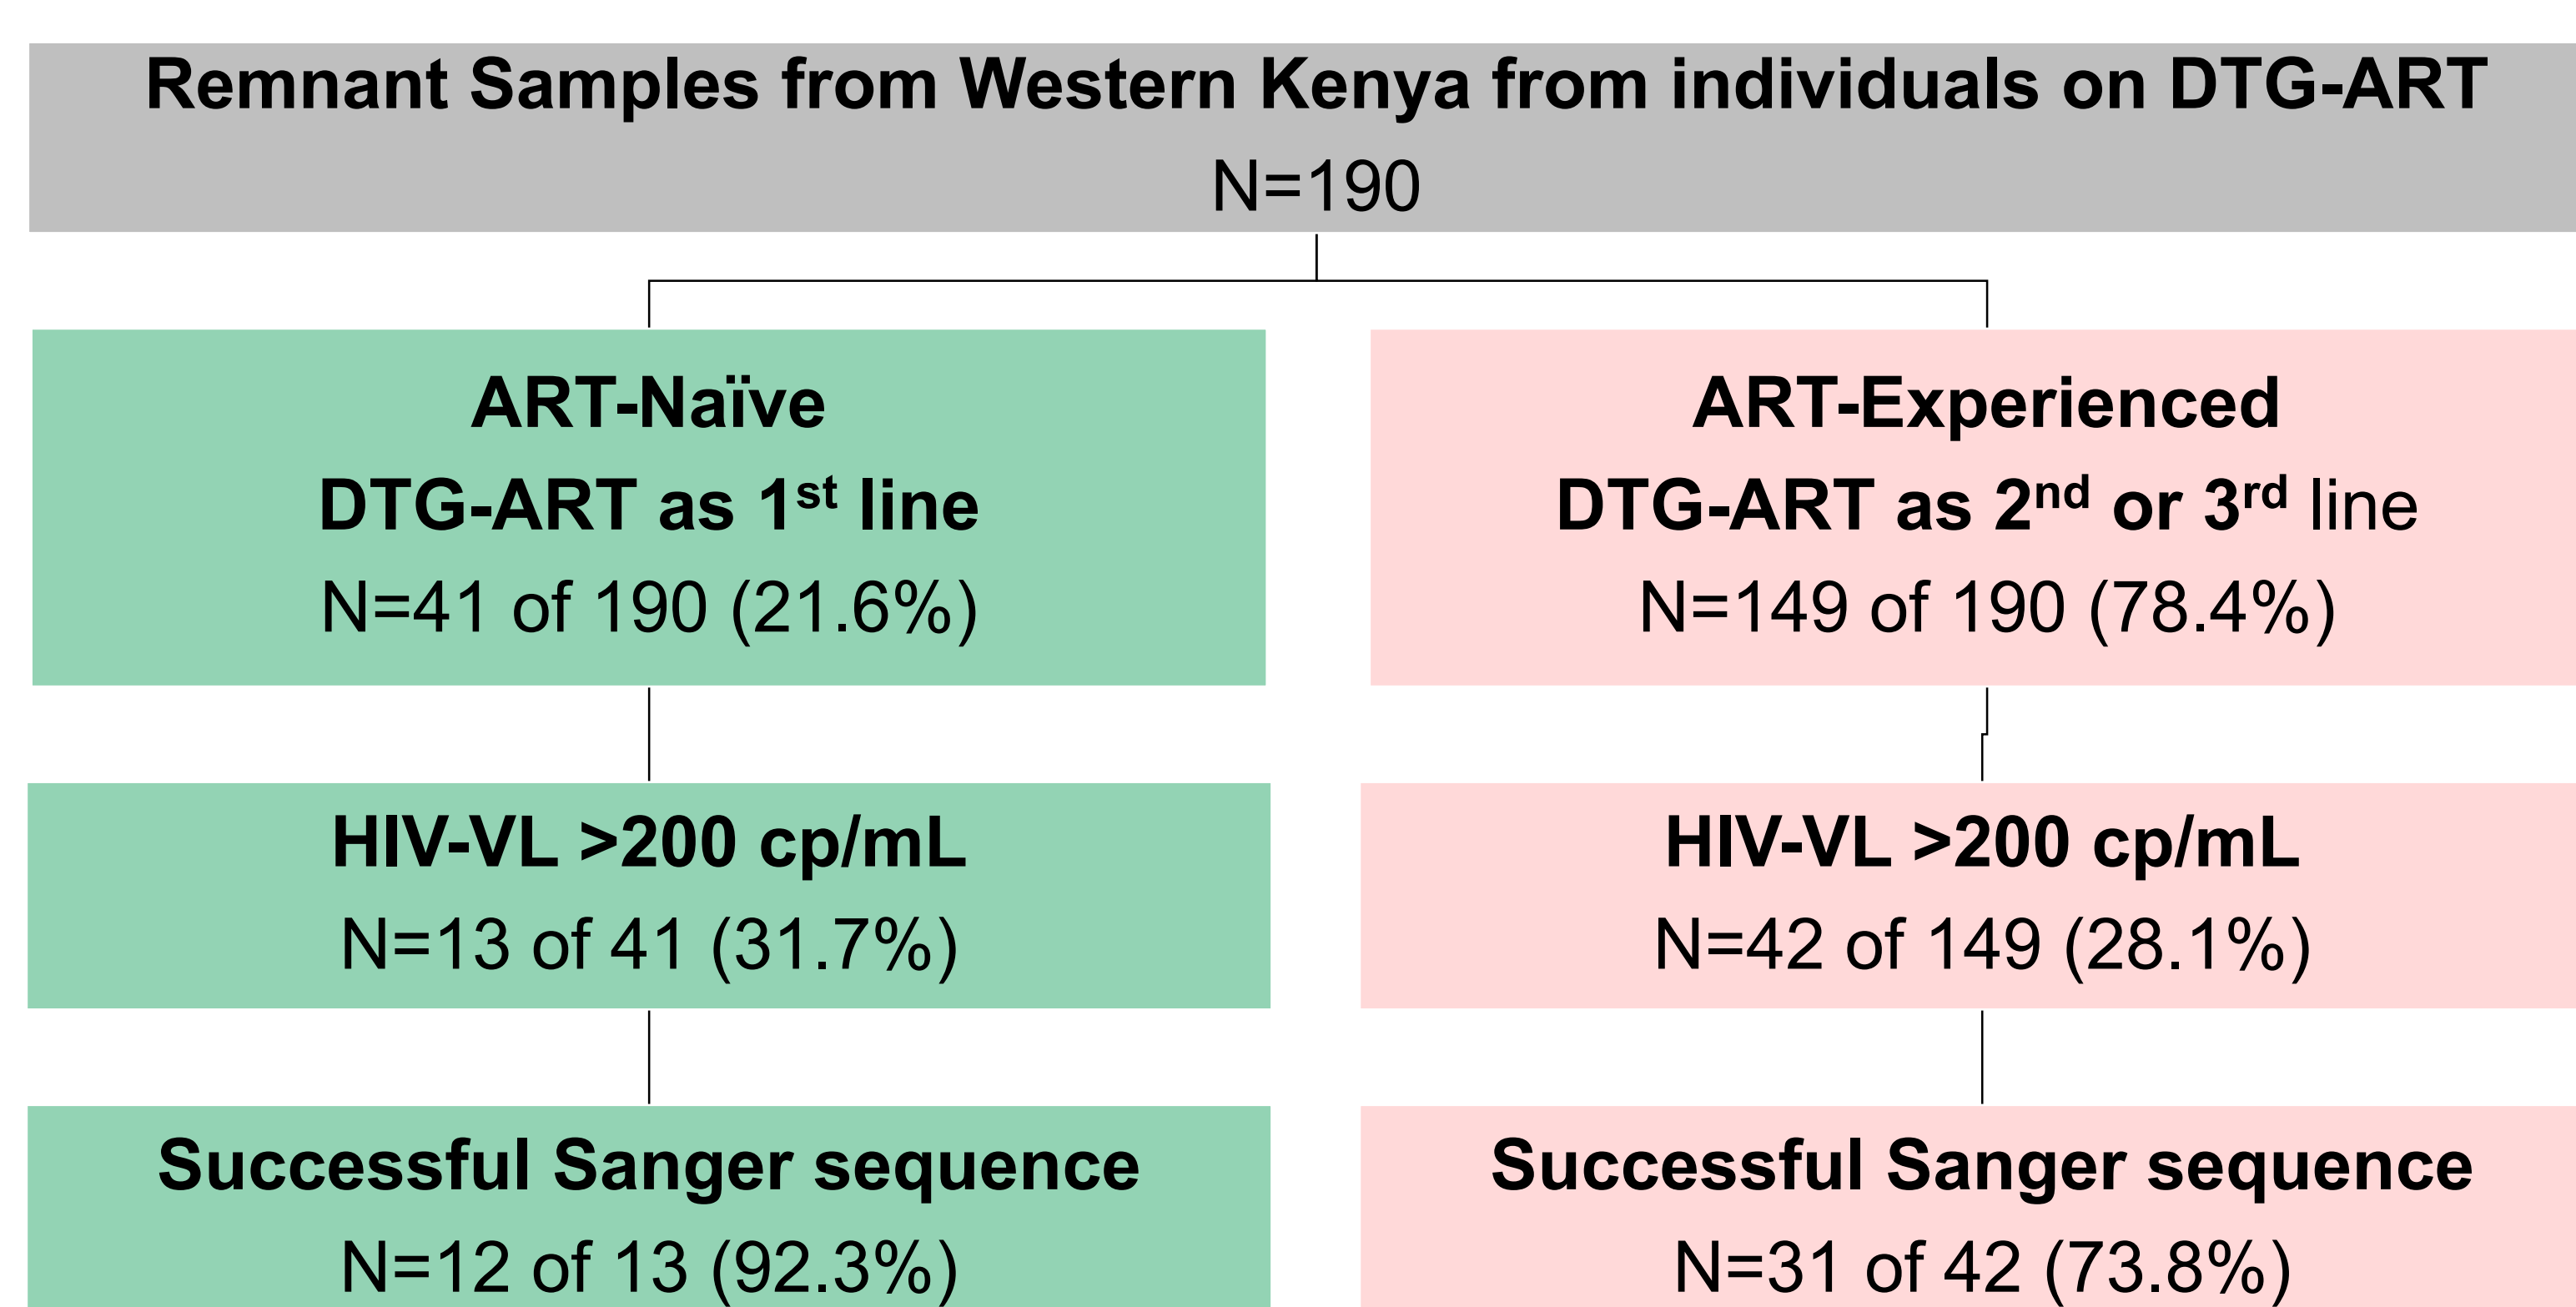 Remnant Samples from Western Kenya from individuals on DTG-ART
N=190
ART-Naïve
DTG-ART as 1st line
N=41 of 190 (21.6%)
ART-Experienced
DTG-ART as 2nd or 3rd line
N=149 of 190 (78.4%)
HIV-VL >200 cp/mL
N=13 of 41 (31.7%)
HIV-VL >200 cp/mL
N=42 of 149 (28.1%)
Successful Sanger sequence
N=12 of 13 (92.3%)
Successful Sanger sequence
N=31 of 42 (73.8%)